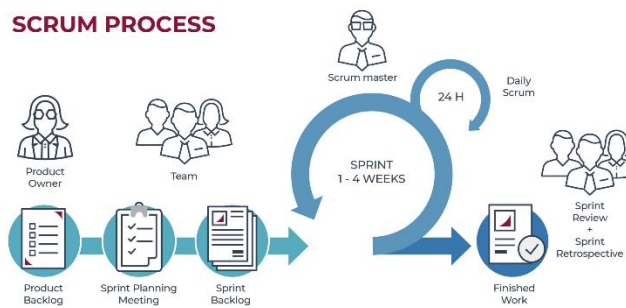 SCRUM PROCESS
Scrum master
24 H
Daily
Scrum
Product
Owner
Team
SPRINT
1 - 4 WEEKS
Sprint
Review
+
Sprint
Retrospective
Product
Backlog
Sprint Planning
Meeting
Sprint
Backlog
Finished
Work